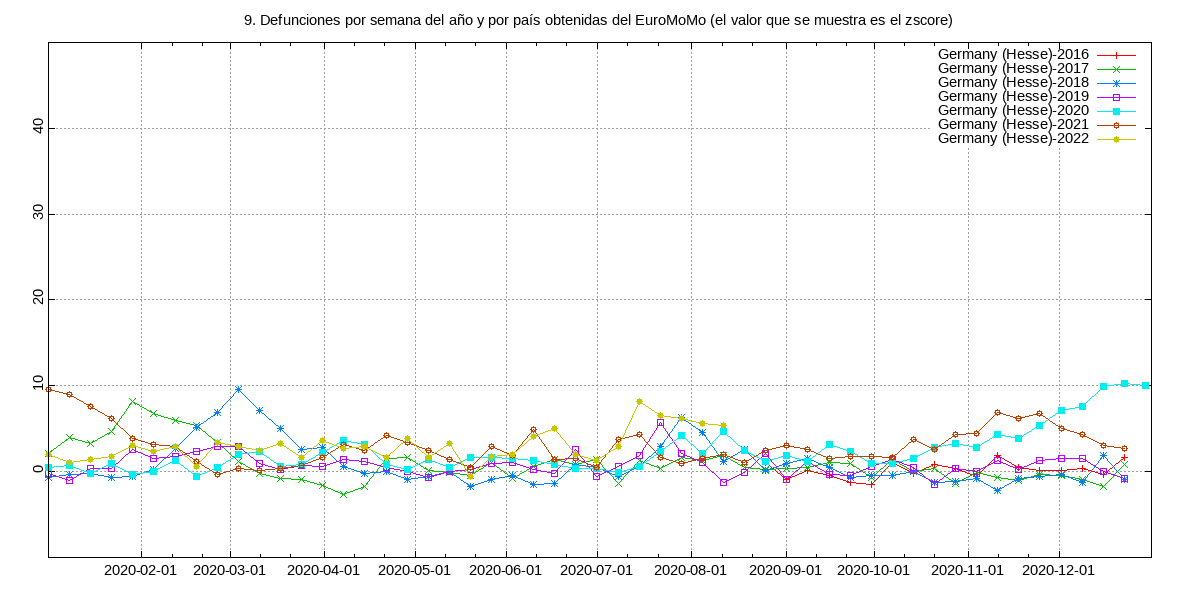 9. Defunciones por semana del año y por país obtenidas del EuroMoMo (el valor que se muestra es el zscore)
Germany (Hesse)-2016
Germany (Hesse)-2017
Germany (Hesse)-2018
Germany (Hesse)-2019
Germany (Hesse)-2020
Germany (Hesse)-2021
Germany (Hesse)-2022
40
30
20
10
0
2020-02-01 2020-03-01 2020-04-01 2020-05-01 2020-06-01 2020-07-01 2020-08-01 2020-09-01 2020-10-01 2020-11-01 2020-12-01